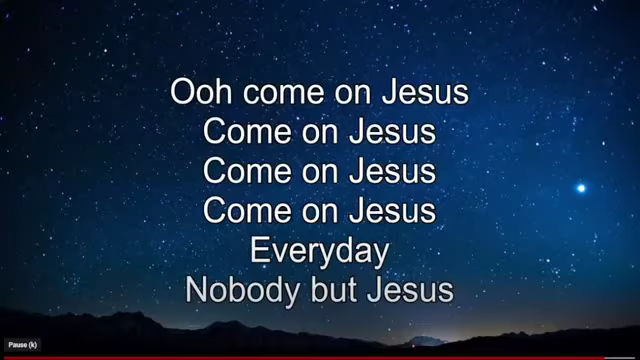 Ooh come on Jesus
Come on Jesus
Come on Jesus
Come on Jesus
Everyday
Nobody but Jesus
Pause (k)